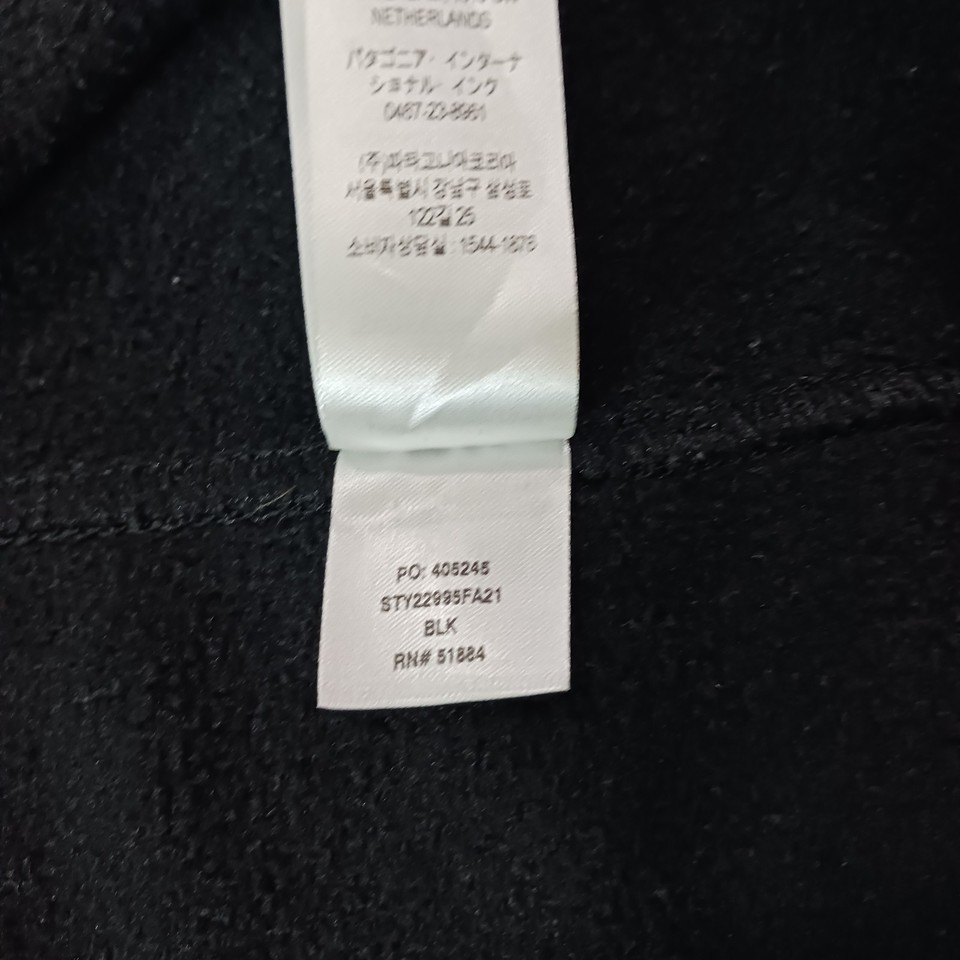 NETHERLANDS
パタゴニア・インターナ
ショナル・インク
0467-23-8961
(주)파타고니아코리아
서울특별시 강남구 삼성로
122길 25
소비자상담실 : 1544-1876
PO: 405245
STY22995FA21
BLK
RN# 51884